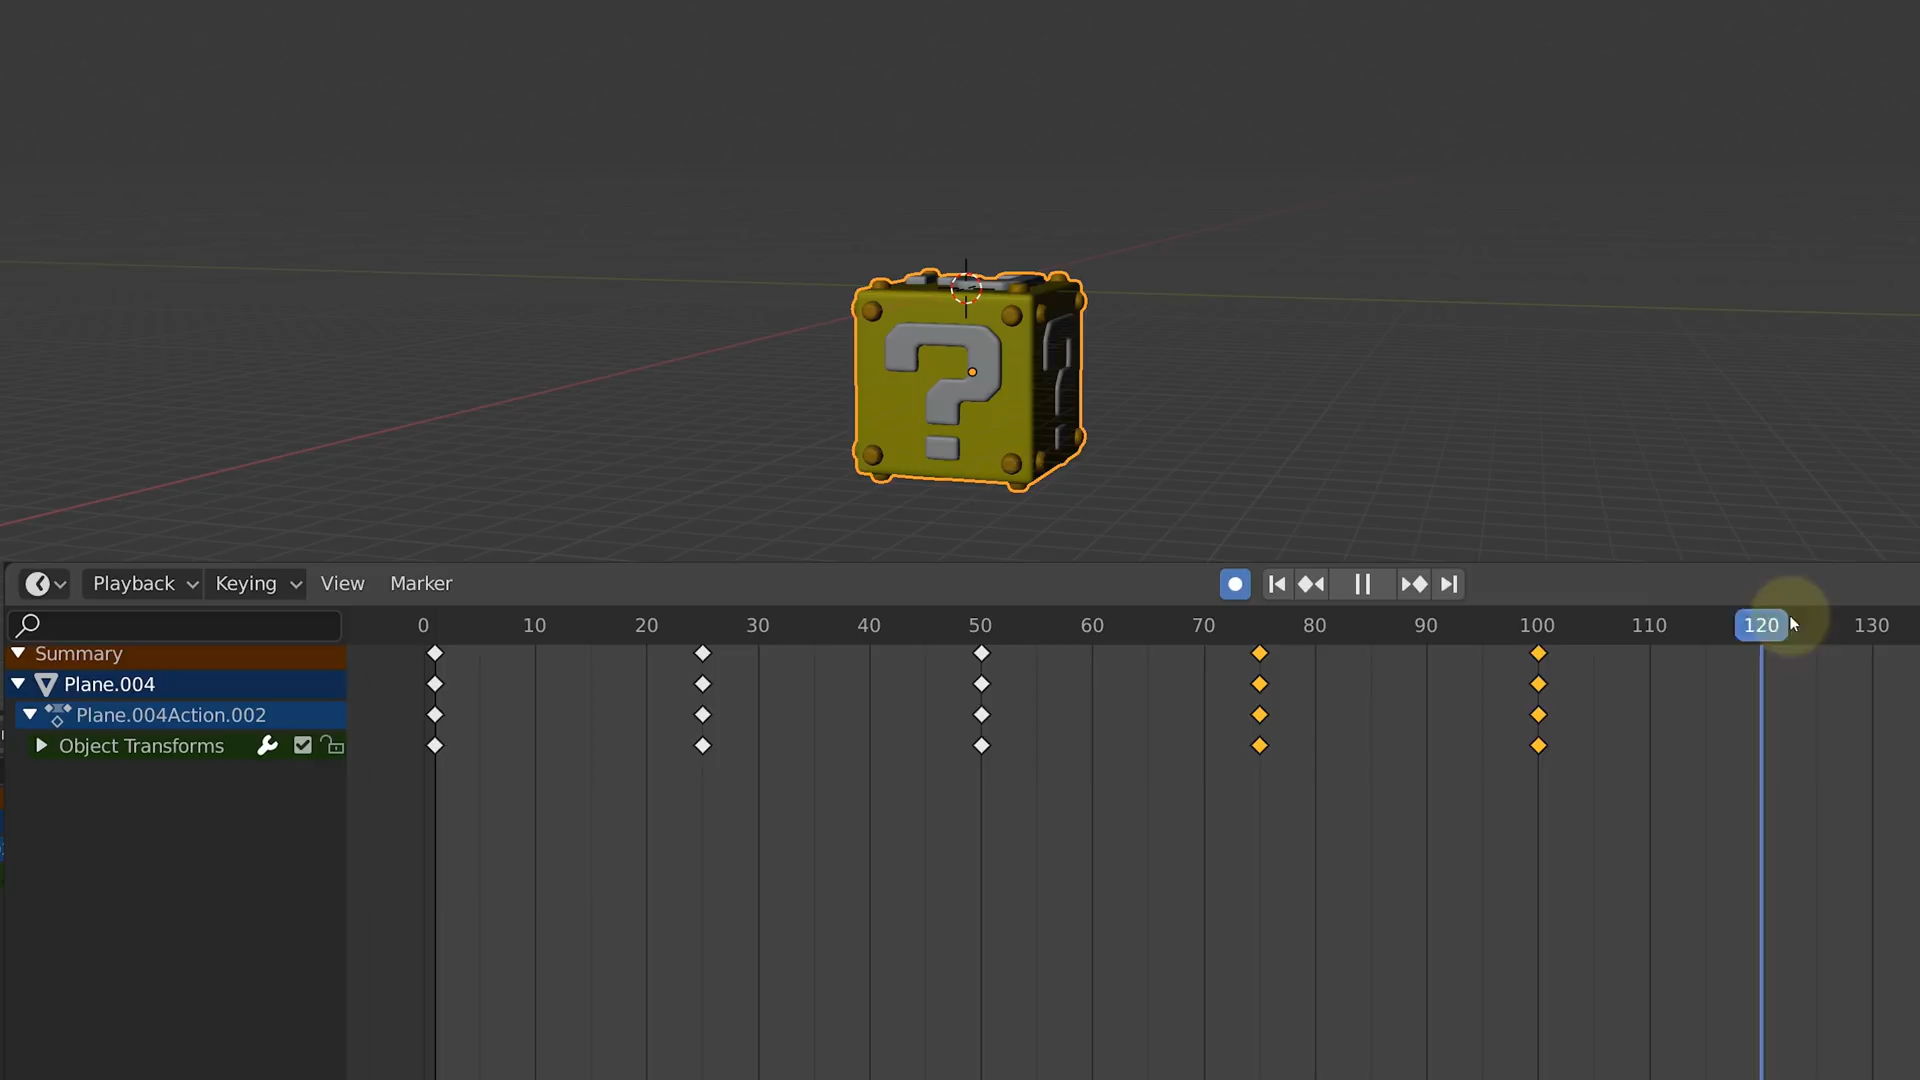 ?
?
Playback Keying View Marker
0 10 20 30 40 50 60 70 80 90 100 110 120 130
Summary
Plane.004
Plane.004Action.002
Object Transforms